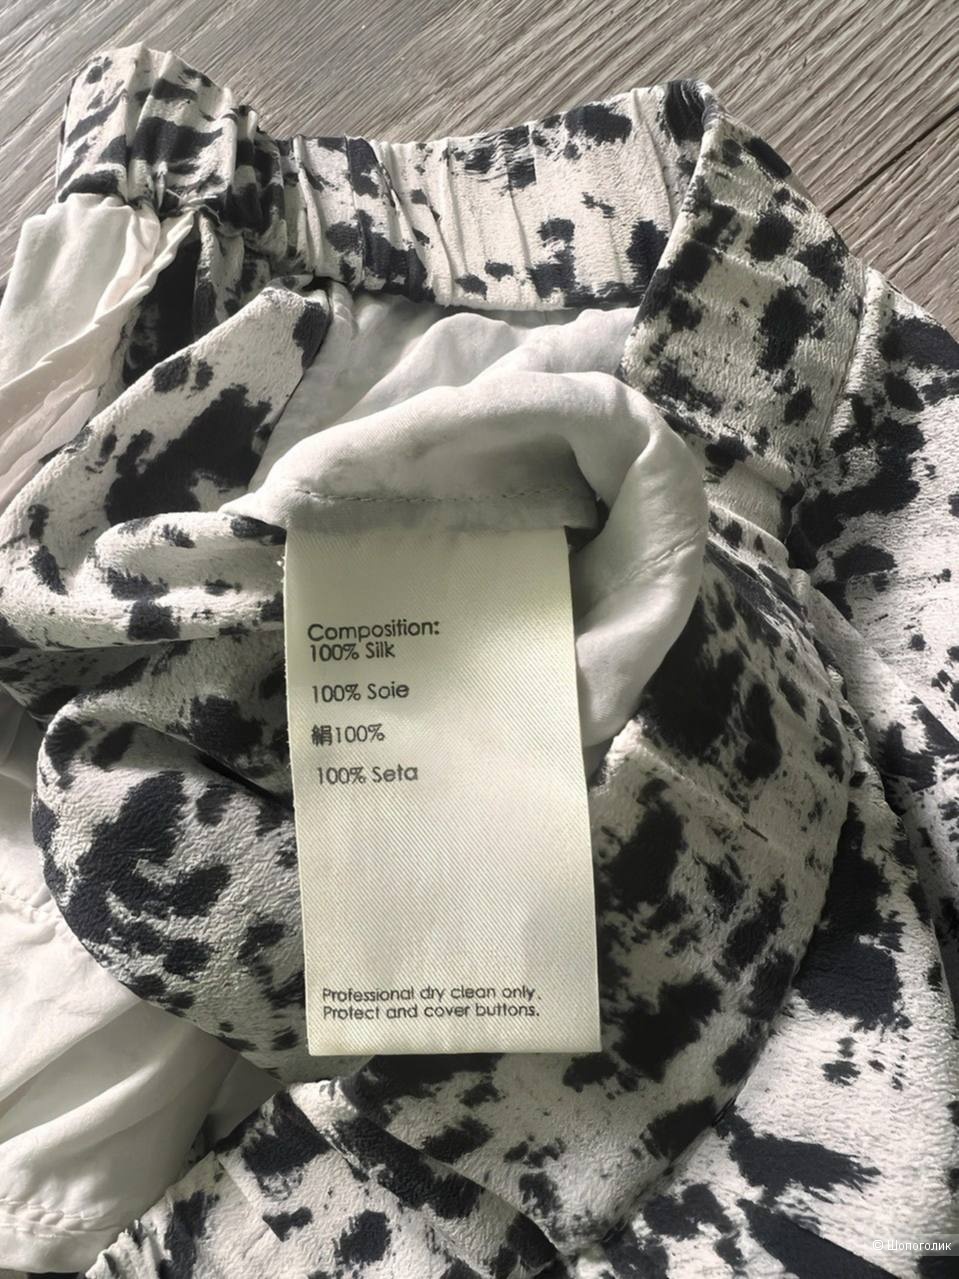 Composition:
100% Silk
100% Soie
絹100%
100% Seta
Professional dry clean only.
Protect and cover buttons.
© Шопоголик